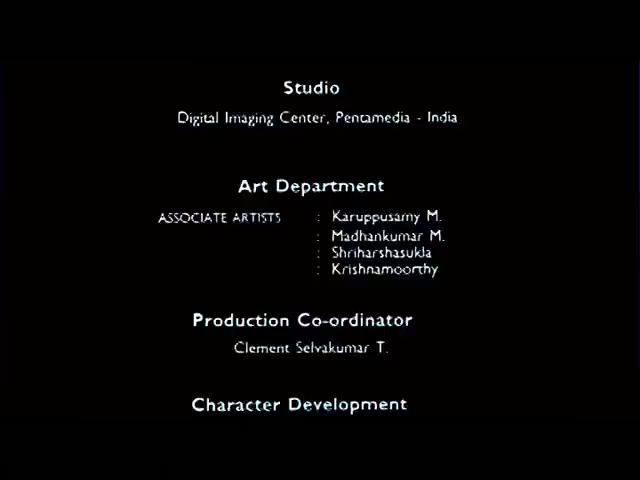 Studio
Digital Imaging Center, Pentamedia - India
Art Department
ASSOCIATE ARTISTS : Karuppusamy M.
: Madhankumar M.
: Shriharshasukla
: Krishnamoorthy
Production Co-ordinator
Clement Selvakumar T.
Character Development